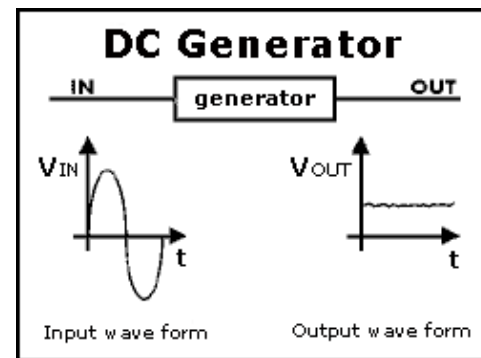 DC Generator
IN
generator
OUT
VIN
VOUT
t
t
Input wave form
Output wave form